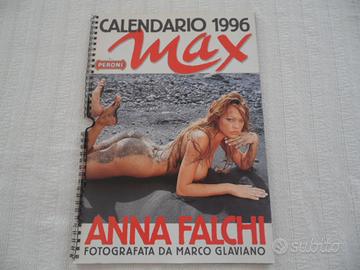 CALENDARIO 1996
PERONI
max
ANNA FALCHI
FOTOGRAFATA DA MARCO GLAVIANO
subito